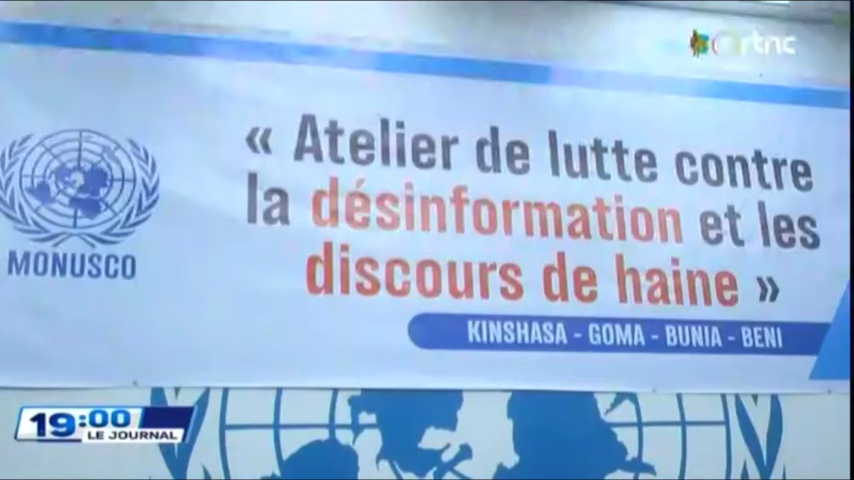 rtnc
« Atelier de lutte contre
la désinformation et les
discours de haine »
MONUSCO
KINSHASA - GOMA - BUNIA - BENI
19:00
LE JOURNAL